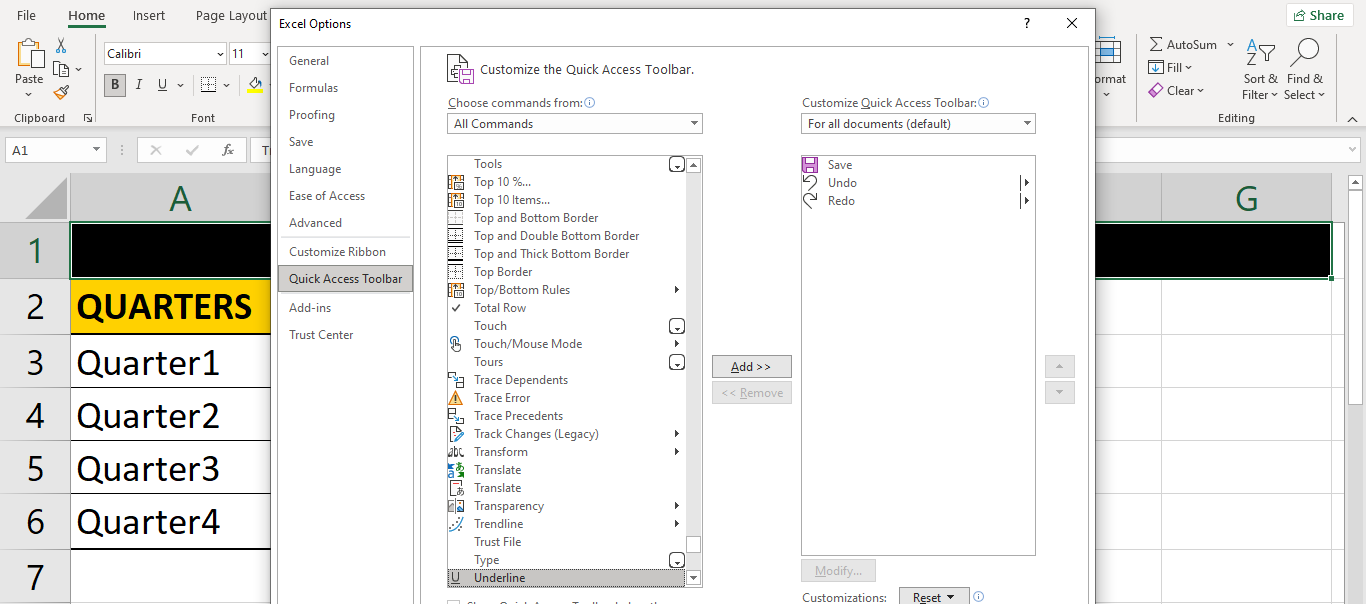 File Home Insert Page Layout
Share
Excel Options
?
Paste
Clipboard
Calibri
11
B I U
Font
General
Formulas
Proofing
Save
Language
Ease of Access
Advanced
Customize Ribbon
Quick Access Toolbar
Add-ins
Trust Center
Customize the Quick Access Toolbar.
Choose commands from:
All Commands
Tools
Top 10 %...
Top 10 Items...
Top and Bottom Border
Top and Double Bottom Border
Top and Thick Bottom Border
Top Border
Top/Bottom Rules
Total Row
Touch
Touch/Mouse Mode
Tours
Trace Dependents
Trace Error
Trace Precedents
Track Changes (Legacy)
Transform
Translate
Translate
Transparency
Trendline
Trust File
Type
Underline
Add >>
<< Remove
Customize Quick Access Toolbar:
For all documents (default)
Save
Undo
Redo
Modify...
Customizations:
Reset
AutoSum
Fill
Clear
Sort &
Filter
Find &
Select
Editing
A1
fx
A
G
1
2 QUARTERS
3 Quarter1
4 Quarter2
5 Quarter3
6 Quarter4
7